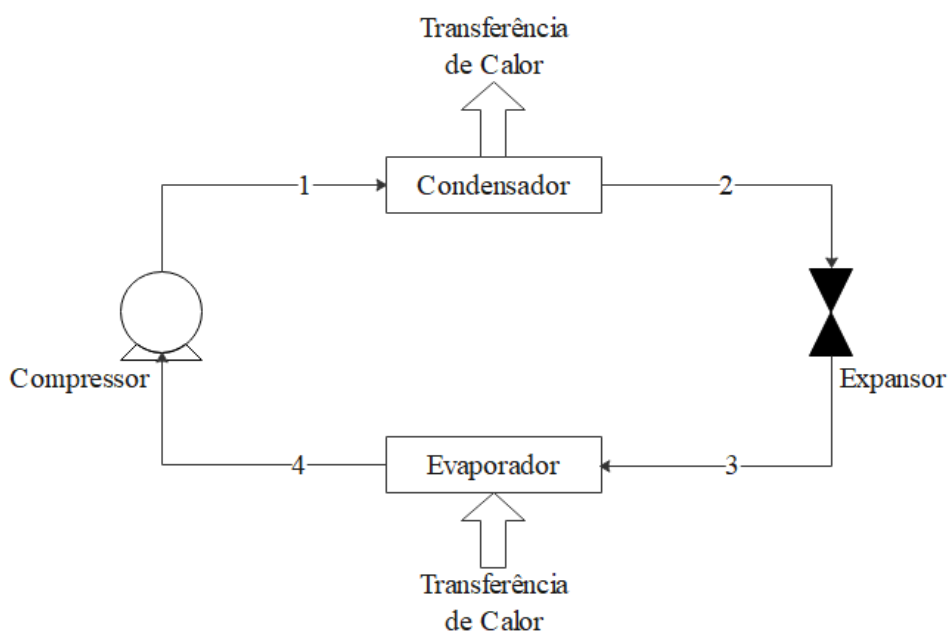 Transferência
de Calor
1
Condensador
2
Compressor
Expansor
4
Evaporador
3
Transferência
de Calor